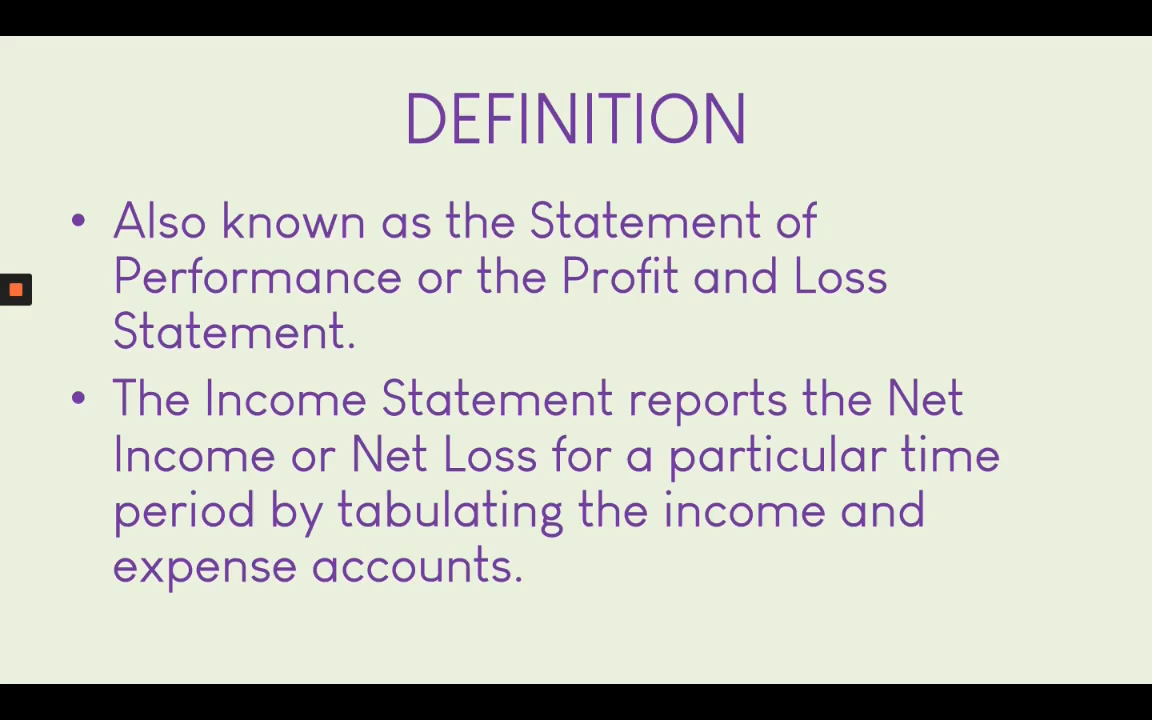 DEFINITION
• Also known as the Statement of
Performance or the Profit and Loss
Statement.
• The Income Statement reports the Net
Income or Net Loss for a particular time
period by tabulating the income and
expense accounts.